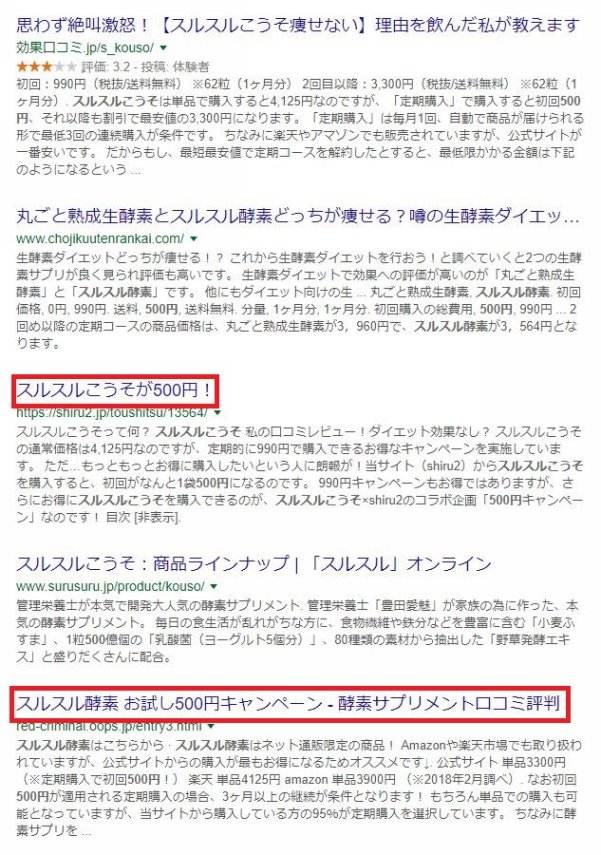 思わず絶叫激怒！【スルスルこうそ痩せない】理由を飲んだ私が教えます
効果口コミ.jp/s_kouso/ ▼
★★★★★ 評価: 3.2 - 投稿: 体験者
初回：990円（税抜/送料無料） ※62粒（1ヶ月分） 2回目以降：3,300円（税抜/送料無料） ※62粒（1
ヶ月分）. スルスルこうそは単品で購入すると4,125円なのですが、「定期購入」で購入すると初回500
円、それ以降も割引で最安値の3,300円になります。「定期購入」は毎月1回、自動で商品が届けられる
形で最低3回の連続購入が条件です。 ちなみに楽天やアマゾンでも販売されていますが、公式サイトが
一番安いです。 だからもし、最短最安値で定期コースを解約したとすると、最低限かかる金額は下記
のようになるという ...
丸ごと熟成生酵素とスルスル酵素どっちが痩せる？噂の生酵素ダイエッ...
www.chojikuutenrankai.com/ ▼
生酵素ダイエットどっちが痩せる！？ これから生酵素ダイエットを行おう！と調べていくと2つの生酵
素サプリが良く見られ評価も高いです。 生酵素ダイエットで効果への評価が高いのが「丸ごと熟成生
酵素」と「スルスル酵素」です。 他にもダイエット向けの生 ... 丸ごと熟成生酵素, スルスル酵素. 初回
価格, 0円, 990円. 送料, 500円, 送料無料. 分量, 1ヶ月分, 1ヶ月分. 初回購入の総費用, 500円, 990円 ... 2
回め以降の定期コースの商品価格は、丸ごと熟成生酵素が3，960円で、スルスル酵素が3，564円とな
ります。
スルスルこうそが500円！
https://shiru2.jp/toushitsu/13564/ ▼
スルスルこうそって何？ スルスルこうそ 私の口コミレビュー！ダイエット効果なし？ スルスルこうそ
の通常価格は4,125円なのですが、定期的に990円で購入できるお得なキャンペーンを実施していま
す。 ただ…もっともっとお得に購入したいという人に朗報が！当サイト（shiru2）からスルスルこうそ
を購入すると、初回がなんと1袋500円になるのです。 990円キャンペーンもお得ではありますが、さ
らにお得にスルスルこうそを購入できるのが、スルスルこうそ×shiru2のコラボ企画「500円キャンペー
ン」なのです！ 目次 [非表示].
スルスルこうそ：商品ラインナップ | 「スルスル」オンライン
www.surusuru.jp/product/kouso/ ▼
管理栄養士が本気で開発大人気の酵素サプリメント. 管理栄養士「豊田愛魅」が家族の為に作った、本
気の酵素サプリメント。 毎日の食生活が乱れがちな方に、食物繊維や鉄分などを豊富に含む「小麦ふ
すま」、1粒500億個の「乳酸菌（ヨーグルト5個分）」、80種類の素材から抽出した「野草発酵エキ
ス」と盛りだくさんに配合。
スルスル酵素 お試し500円キャンペーン - 酵素サプリメント口コミ評判
red-criminal.oops.jp/entry3.html ▼
スルスル酵素はこちらから · スルスル酵素はネット通販限定の商品！ Amazonや楽天市場でも取り扱わ
れていますが、公式サイトからの購入が最もお得になるためオススメです」. 公式サイト 単品3300円
（※定期購入で初回500円！） 楽天 単品4125円 amazon 単品3900円 （※2018年2月調べ）. なお初回
500円が適用される定期購入の場合、3ヶ月以上の継続が条件となります！ もちろん単品での購入も可
能となっていますが、当サイトから購入している方の95%が定期購入を選択しています。 ちなみに酵
素サプリを ...